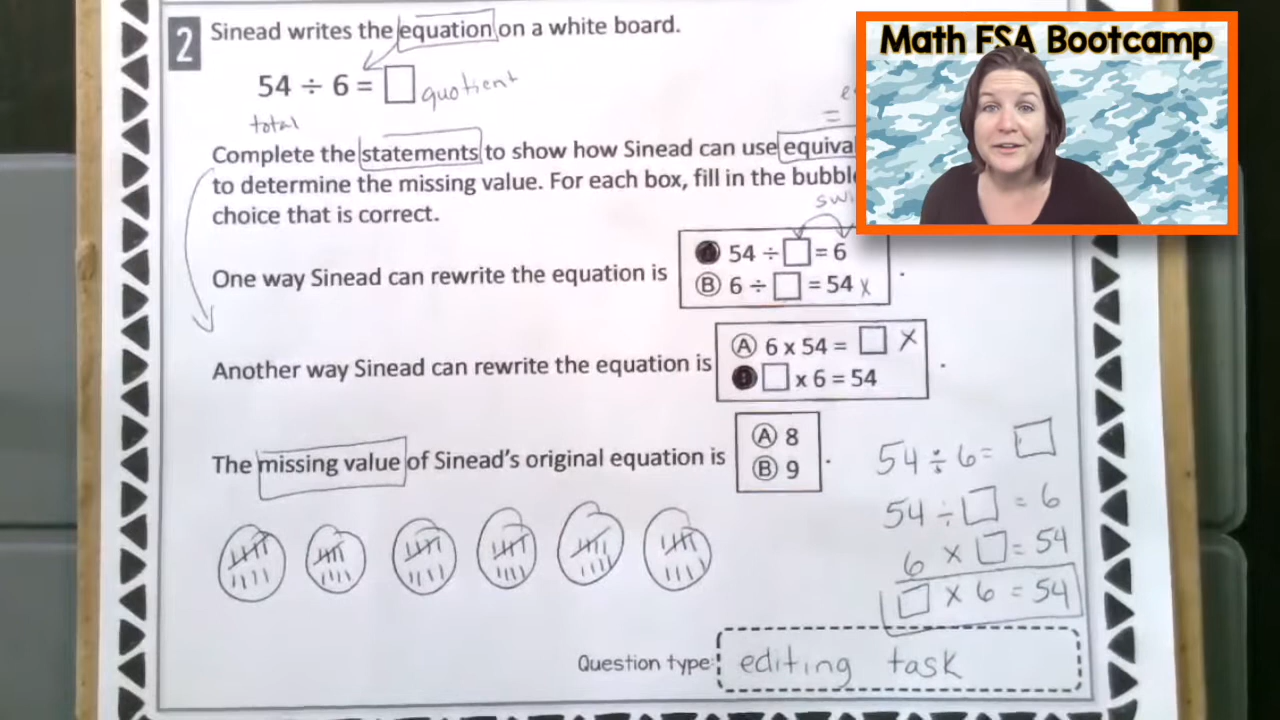 Math FSA Bootcamp
2 Sinead writes the equation on a white board.
54 ÷ 6 = □ quotient
total
=
Complete the statements to show how Sinead can use
to determine the missing value. For each box, fill in the
choice that is correct.
One way Sinead can rewrite the equation is
54 ÷ □ = 6
Ⓑ 6 ÷ □ = 54 x
.
Another way Sinead can rewrite the equation is
Ⓐ 6 x 54 = □ X
□ x 6 = 54
.
The missing value of Sinead's original equation is
Ⓐ 8
Ⓑ 9
.
54 ÷ 6 = □
54 ÷ □ = 6
6 × □ = 54
□ × 6 = 54
Question type: editing task